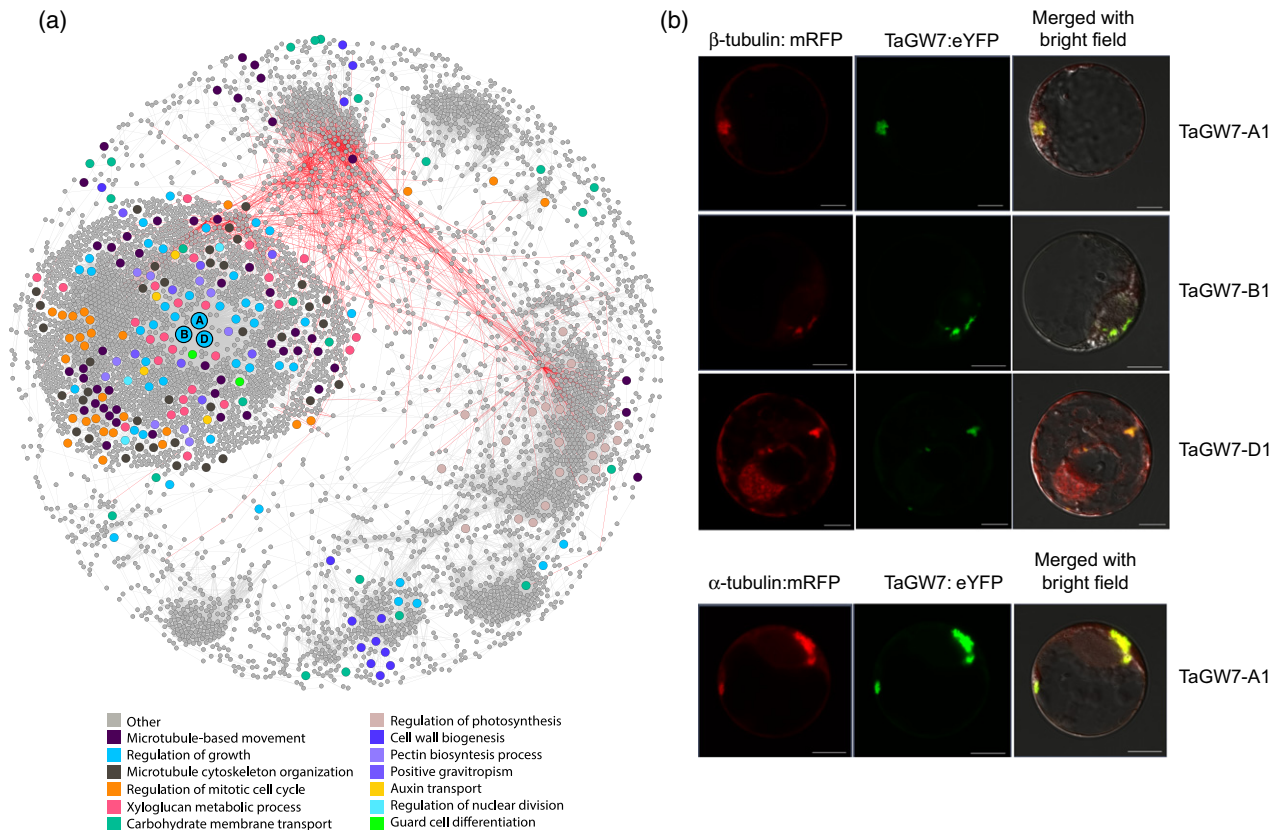 (a)
A
B
D
Other
Microtubule-based movement
Regulation of growth
Microtubule cytoskeleton organization
Regulation of mitotic cell cycle
Xyloglucan metabolic process
Carbohydrate membrane transport
Regulation of photosynthesis
Cell wall biogenesis
Pectin biosyntesis process
Positive gravitropism
Auxin transport
Regulation of nuclear division
Guard cell differentiation
(b)
β-tubulin: mRFP
TaGW7:eYFP
Merged with
bright field
TaGW7-A1
TaGW7-B1
TaGW7-D1
α-tubulin:mRFP
TaGW7: eYFP
Merged with
bright field
TaGW7-A1